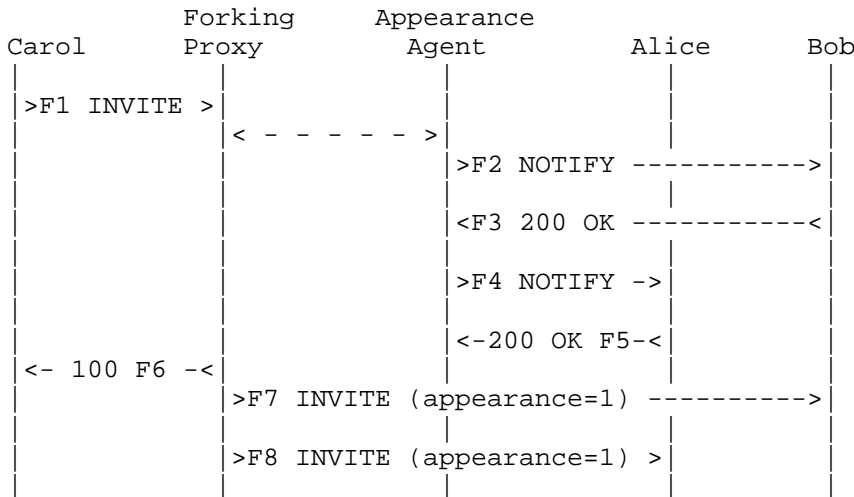 Forking Appearance
Carol Proxy Agent Alice Bob
| | | | |
|>F1 INVITE >| | | |
| |< - - - - - >| | |
| | |>F2 NOTIFY ----------->|
| | | | |
| | |<F3 200 OK -----------<|
| | | | |
| | |>F4 NOTIFY ->| |
| | | | |
| | |<-200 OK F5-<| |
|<- 100 F6 -<| | | |
| |>F7 INVITE (appearance=1) ---------->|
| | | | |
| |>F8 INVITE (appearance=1) >| |
| | | | |